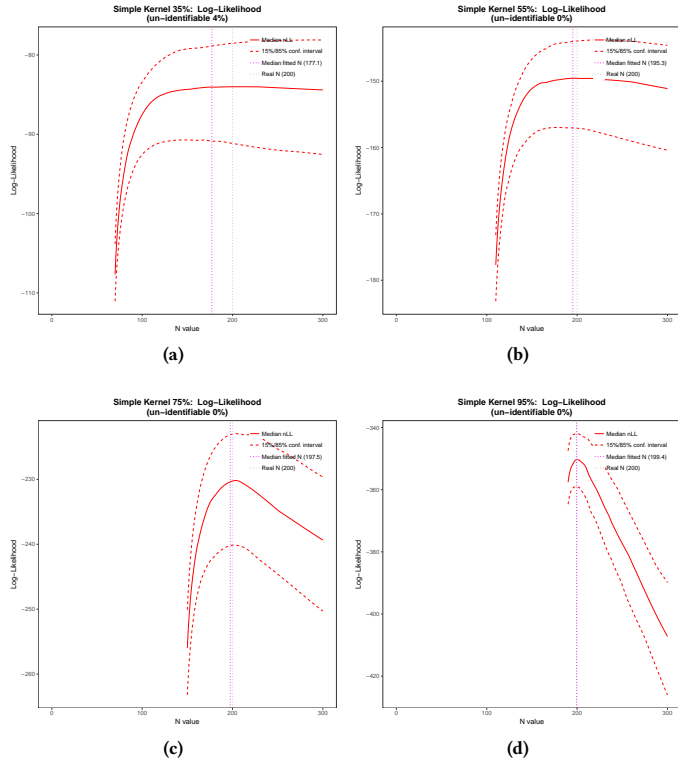 Simple Kernel 35%: Log−Likelihood
(un−identifiable 4%)
Median nLL
15%/85% conf. interval
Median fitted N (177.1)
Real N (200)
−80
−90
−100
−110
Log−Likelihood
0 100 200 300
N value
(a)
Simple Kernel 55%: Log−Likelihood
(un−identifiable 0%)
Median nLL
15%/85% conf. interval
Median fitted N (195.3)
Real N (200)
−150
−160
−170
−180
Log−Likelihood
0 100 200 300
N value
(b)
Simple Kernel 75%: Log−Likelihood
(un−identifiable 0%)
Median nLL
15%/85% conf. interval
Median fitted N (197.5)
Real N (200)
−230
−240
−250
−260
Log−Likelihood
0 100 200 300
N value
(c)
Simple Kernel 95%: Log−Likelihood
(un−identifiable 0%)
Median nLL
15%/85% conf. interval
Median fitted N (199.4)
Real N (200)
−340
−360
−380
−400
−420
Log−Likelihood
0 100 200 300
N value
(d)